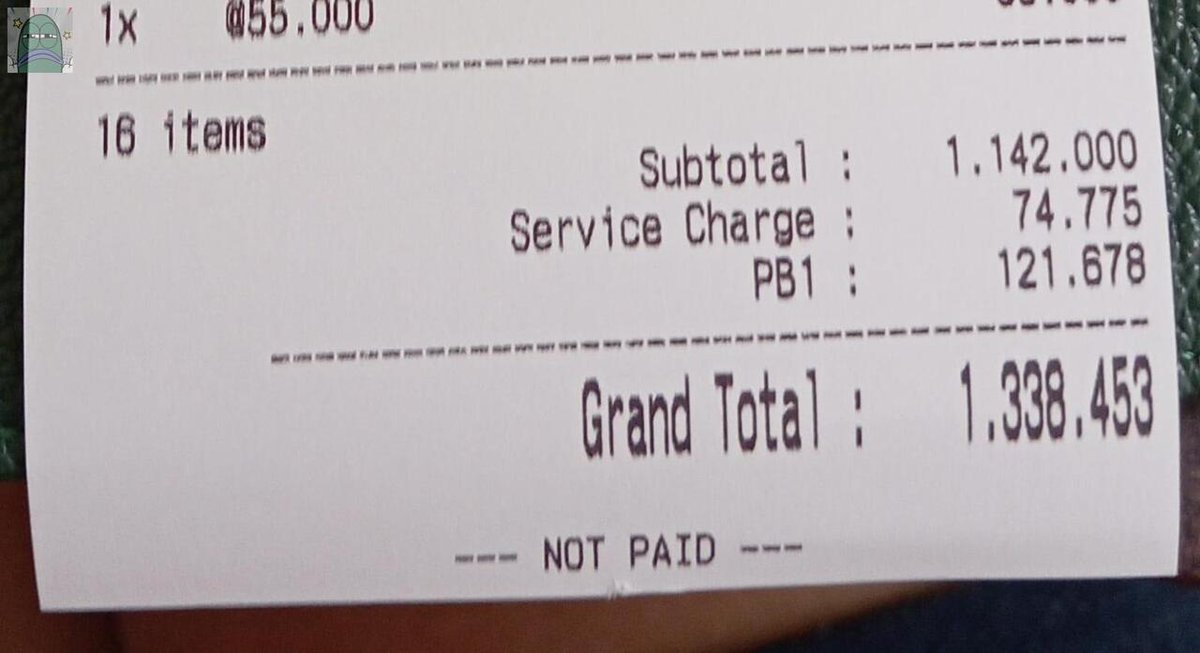 1x @55.000
16 items
Subtotal : 1.142.000
Service Charge : 74.775
PB1 : 121.678
Grand Total : 1.338.453
--- NOT PAID ---